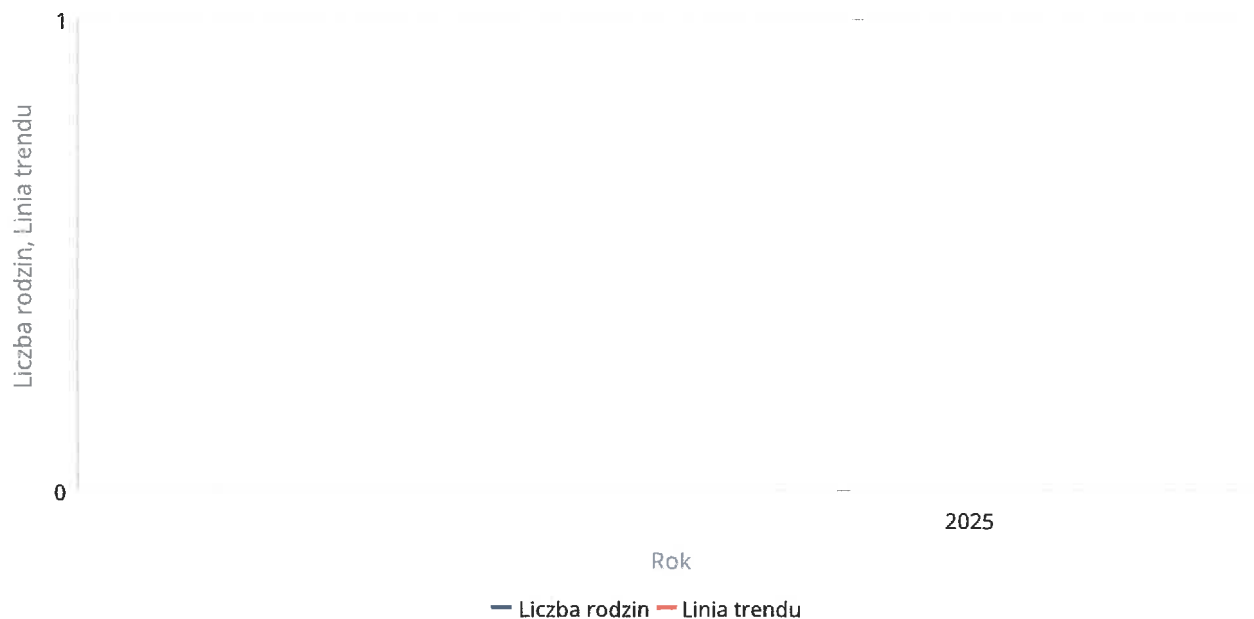 1
Liczba rodzin, Linia trendu
0
2025
Rok
Liczba rodzin Linia trendu